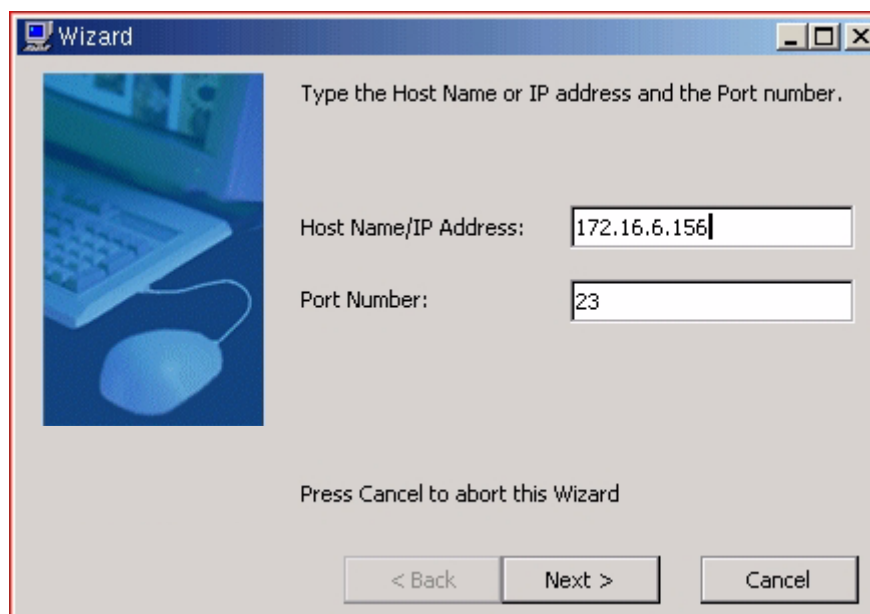 Wizard
Type the Host Name or IP address and the Port number.
Host Name/IP Address: 172.16.6.156
Port Number: 23
Press Cancel to abort this Wizard
< Back Next > Cancel